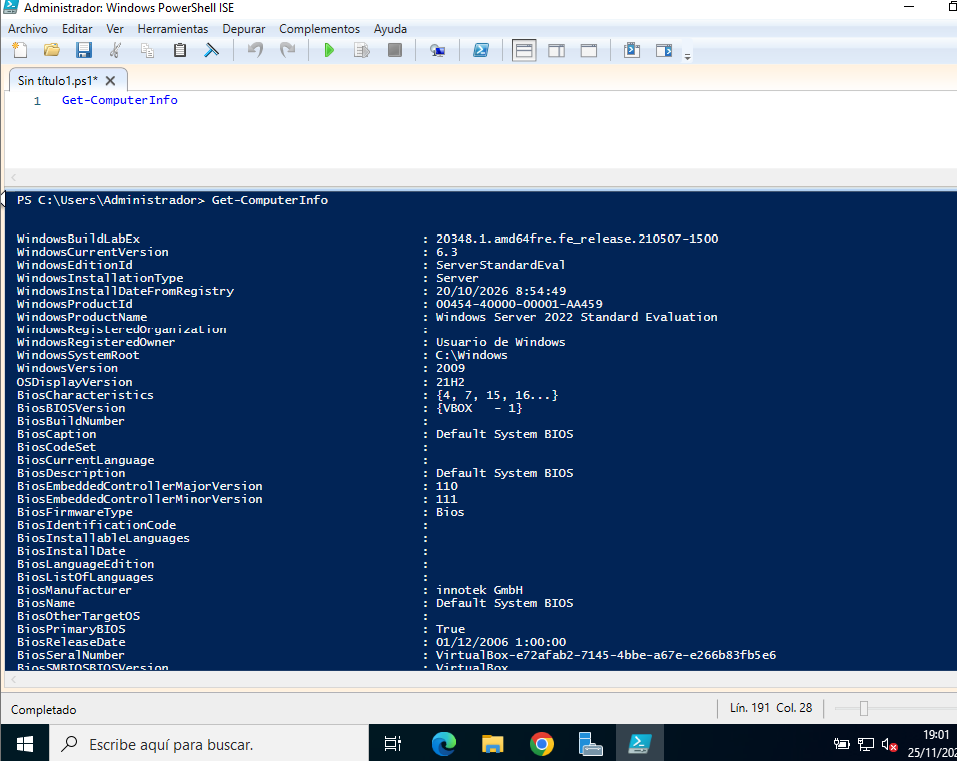 Administrador: Windows PowerShell ISE
Archivo Editar Ver Herramientas Depurar Complementos Ayuda
Sin título1.ps1*
1 Get-ComputerInfo
PS C:\Users\Administrador> Get-ComputerInfo
WindowsBuildLabEx : 20348.1.amd64fre.fe_release.210507-1500
WindowsCurrentVersion : 6.3
WindowsEditionId : ServerStandardEval
WindowsInstallationType : Server
WindowsInstallDateFromRegistry : 20/10/2026 8:54:49
WindowsProductId : 00454-40000-00001-AA459
WindowsProductName : Windows Server 2022 Standard Evaluation
WindowsRegisteredOrganization :
WindowsRegisteredOwner : Usuario de Windows
WindowsSystemRoot : C:\Windows
WindowsVersion : 2009
OSDisplayVersion : 21H2
BiosCharacteristics : {4, 7, 15, 16...}
BiosBIOSVersion : {VBOX   - 1}
BiosBuildNumber :
BiosCaption : Default System BIOS
BiosCodeSet :
BiosCurrentLanguage :
BiosDescription : Default System BIOS
BiosEmbeddedControllerMajorVersion : 110
BiosEmbeddedControllerMinorVersion : 111
BiosFirmwareType : Bios
BiosIdentificationCode :
BiosInstallableLanguages :
BiosInstallDate :
BiosLanguageEdition :
BiosListOfLanguages :
BiosManufacturer : innotek GmbH
BiosName : Default System BIOS
BiosOtherTargetOS :
BiosPrimaryBIOS : True
BiosReleaseDate : 01/12/2006 1:00:00
BiosSeralNumber : VirtualBox-e72afab2-7145-4bbe-a67e-e266b83fb5e6
BiosSMBIOSBIOSVersion : VirtualBox
Completado
Lín. 191 Col. 28
Escribe aquí para buscar.
19:01
25/11/202